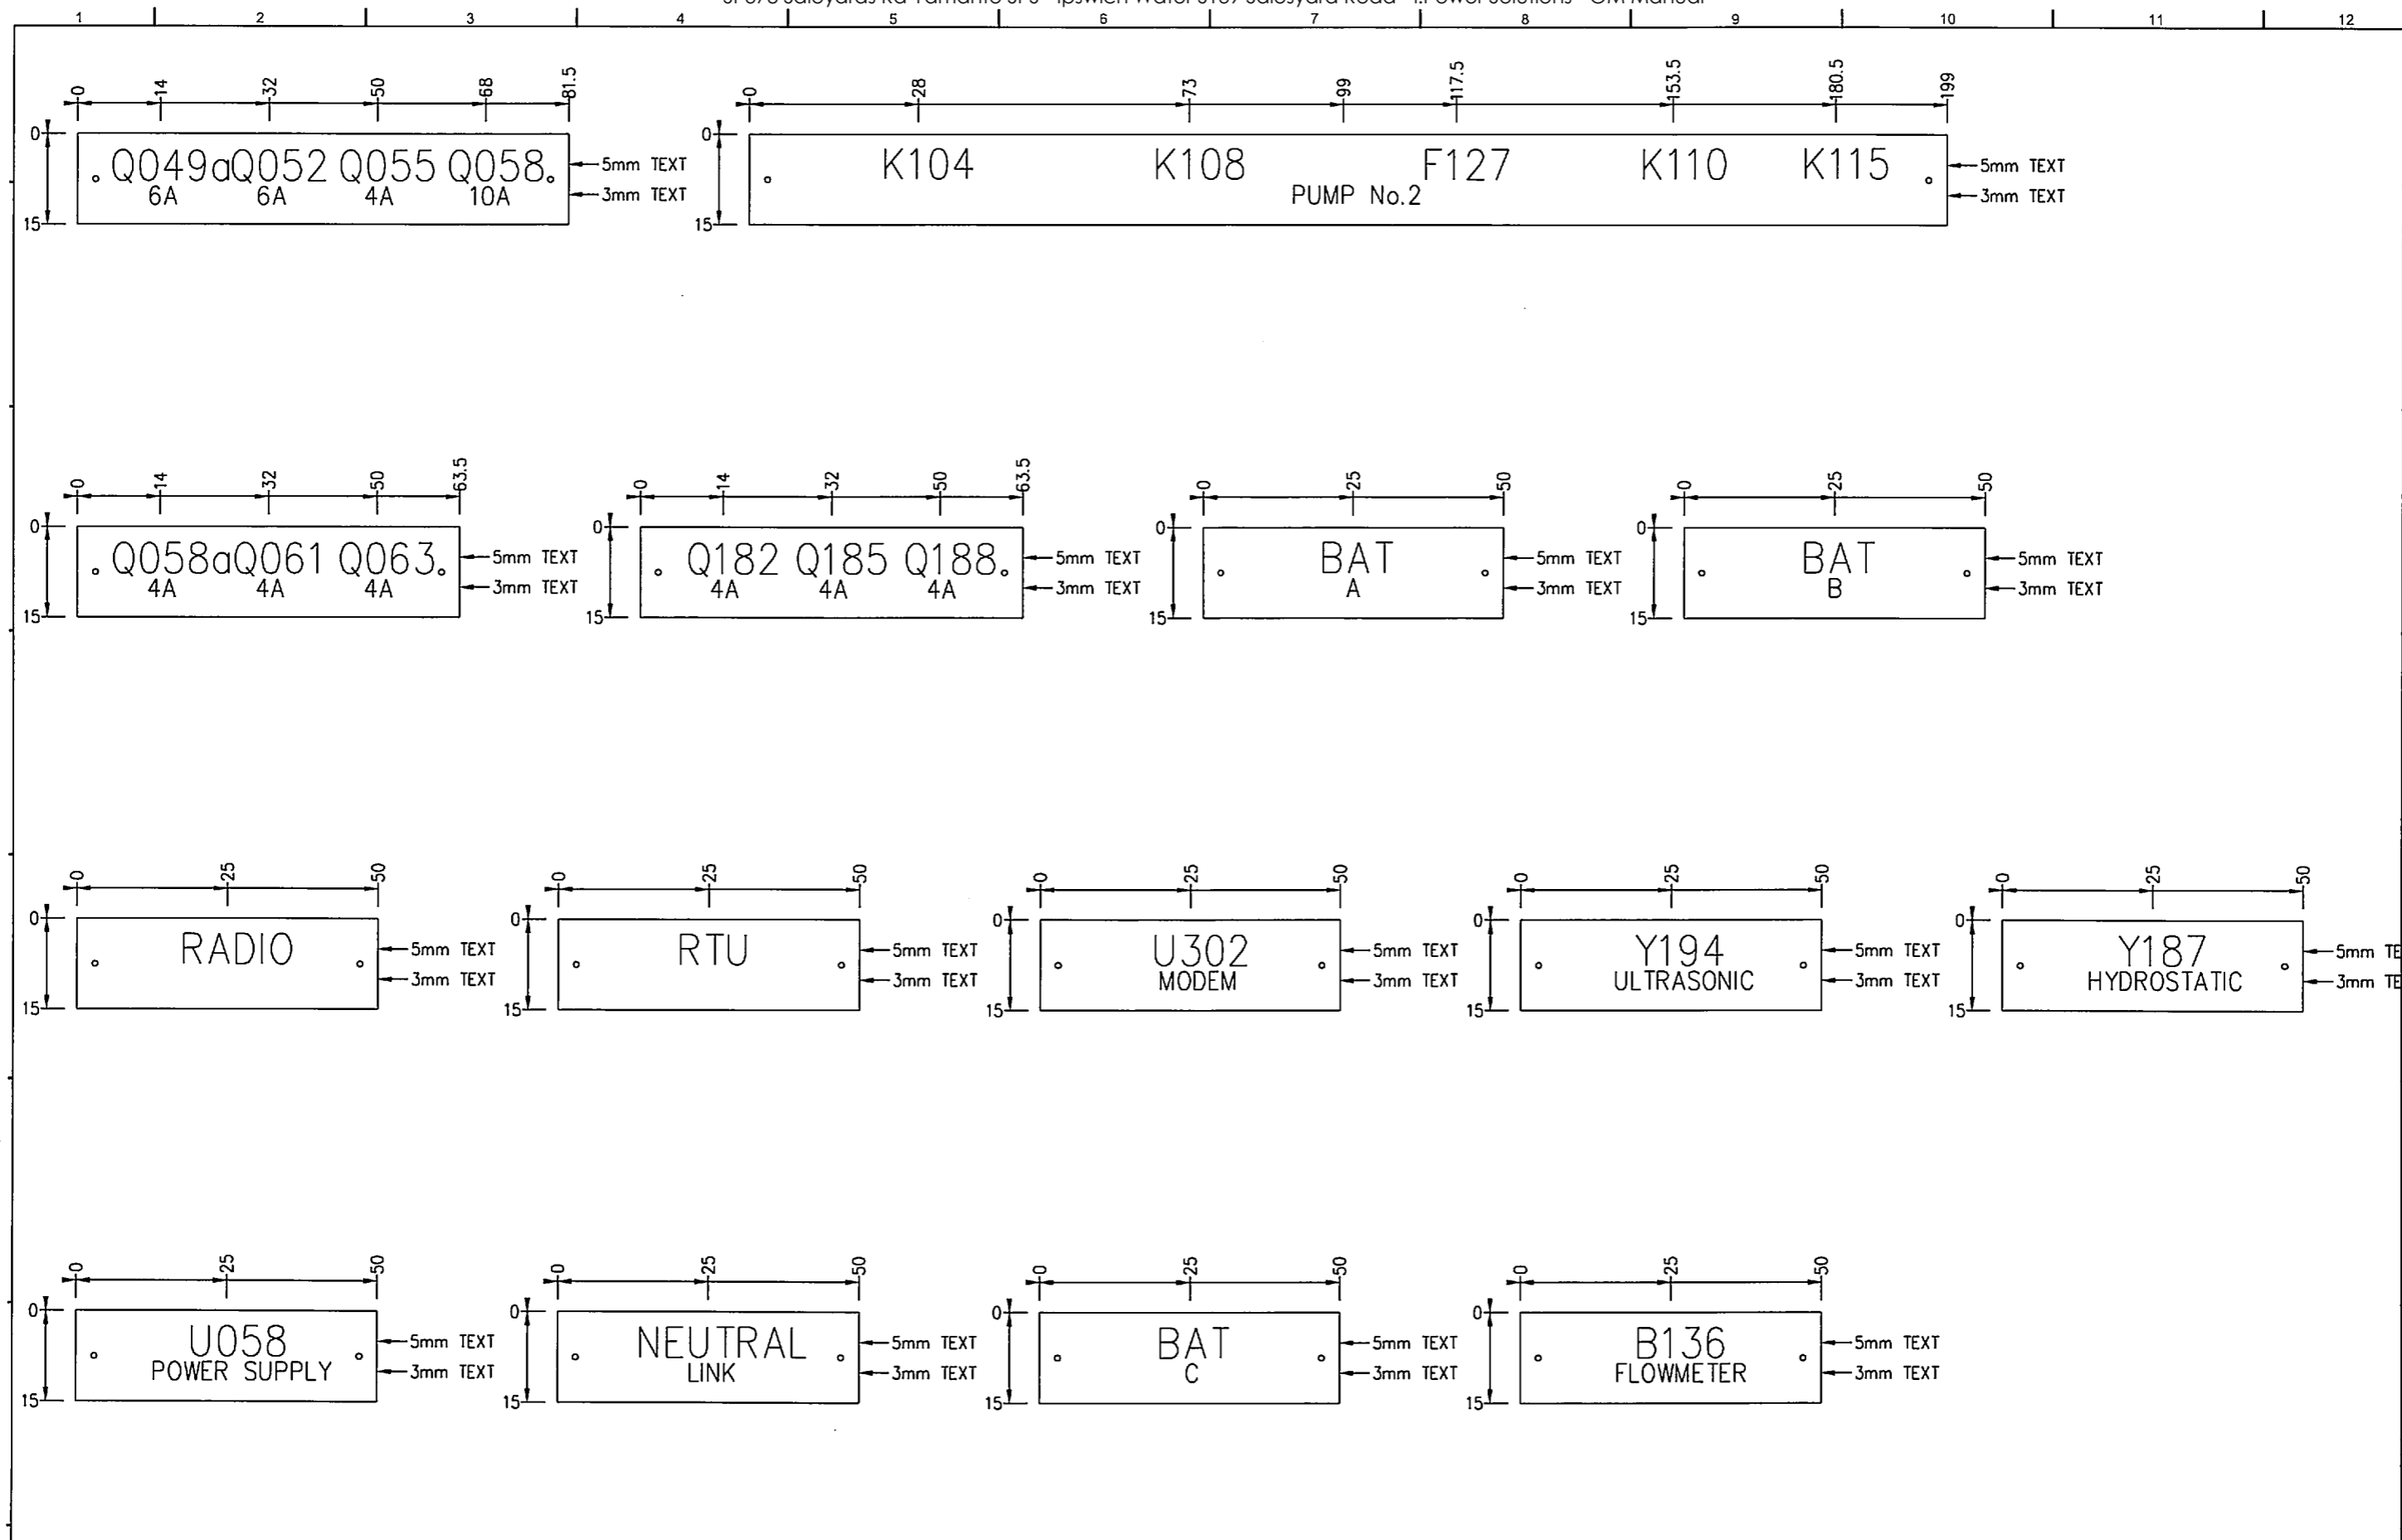 1 2 3 4 5 6 7 8 9 10 11 12
0 14 32 50 68 81.5
0 28 73 99 117.5 153.5 180.5 199
0
Q049a Q052 Q055 Q058
6A 6A 4A 10A
15
5mm TEXT
3mm TEXT
0
K104 K108 F127 K110 K115
PUMP No.2
15
5mm TEXT
3mm TEXT
0 14 32 50 63.5
0
Q058a Q061 Q063
4A 4A 4A
15
5mm TEXT
3mm TEXT
0 14 32 50 63.5
0
Q182 Q185 Q188
4A 4A 4A
15
5mm TEXT
3mm TEXT
0 25 50
0
BAT
A
15
5mm TEXT
3mm TEXT
0 25 50
0
BAT
B
15
5mm TEXT
3mm TEXT
0 25 50
0
RADIO
15
5mm TEXT
3mm TEXT
0 25 50
0
RTU
15
5mm TEXT
3mm TEXT
0 25 50
0
U302
MODEM
15
5mm TEXT
3mm TEXT
0 25 50
0
Y194
ULTRASONIC
15
5mm TEXT
3mm TEXT
0 25 50
0
Y187
HYDROSTATIC
15
5mm TE
3mm TE
0 25 50
0
U058
POWER SUPPLY
15
5mm TEXT
3mm TEXT
0 25 50
0
NEUTRAL
LINK
15
5mm TEXT
3mm TEXT
0 25 50
0
BAT
C
15
5mm TEXT
3mm TEXT
0 25 50
0
B136
FLOWMETER
15
5mm TEXT
3mm TEXT